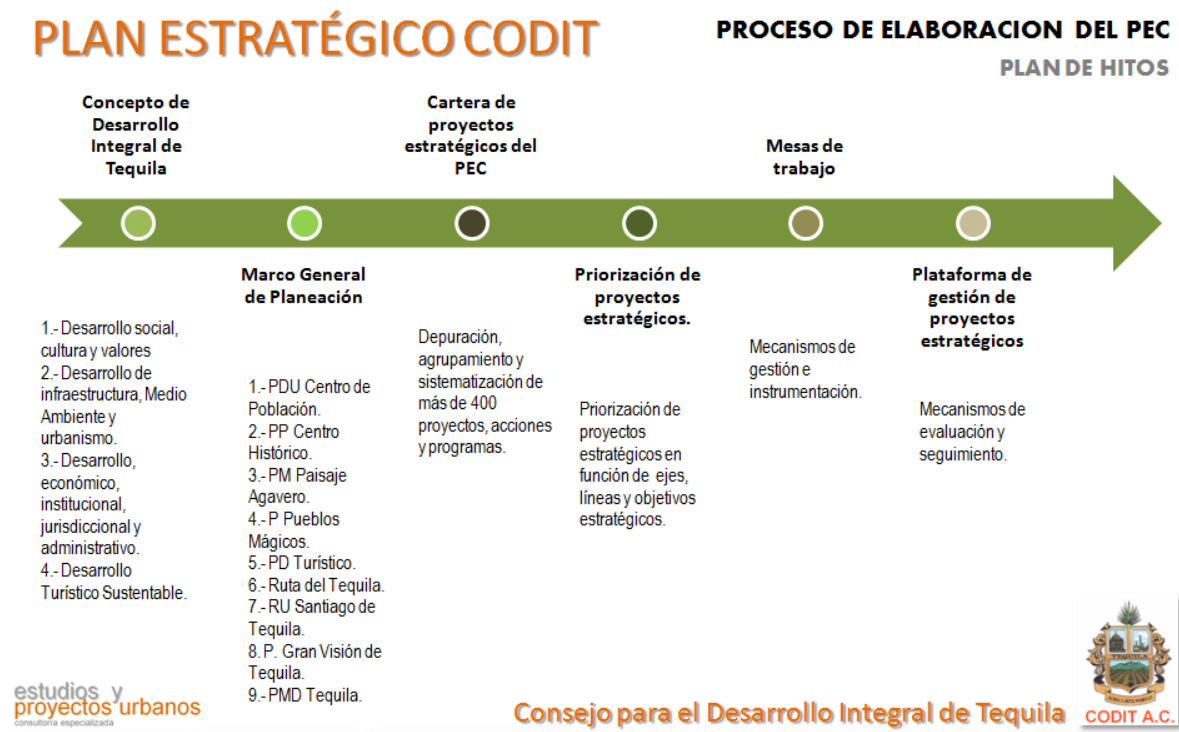 PLAN ESTRATÉGICO CODIT
PROCESO DE ELABORACION DEL PEC
PLAN DE HITOS
Concepto de
Desarrollo
Integral de
Tequila
Cartera de
proyectos
estratégicos del
PEC
Mesas de
trabajo
Marco General
de Planeación
Priorización de
proyectos
estratégicos.
Plataforma de
gestión de
proyectos
estratégicos
1.- Desarrollo social,
cultura y valores
2.- Desarrollo de
infraestructura, Medio
Ambiente y
urbanismo.
3.- Desarrollo,
económico,
institucional,
jurisdiccional y
administrativo.
4.- Desarrollo
Turístico Sustentable.
1.- PDU Centro de
Población.
2.- PP Centro
Histórico.
3.- PM Paisaje
Agavero.
4.- P Pueblos
Mágicos.
5.- PD Turístico.
6.- Ruta del Tequila.
7.- RU Santiago de
Tequila.
8. P. Gran Visión de
Tequila.
9.- PMD Tequila.
Depuración,
agrupamiento y
sistematización de
más de 400
proyectos, acciones
y programas.
Priorización de
proyectos
estratégicos en
función de ejes,
líneas y objetivos
estratégicos.
Mecanismos de
gestión e
instrumentación.
Mecanismos de
evaluación y
seguimiento.
estudios y
proyectos urbanos
consultoría especializada
Consejo para el Desarrollo Integral de Tequila
TEQUILA
CODIT A.C.